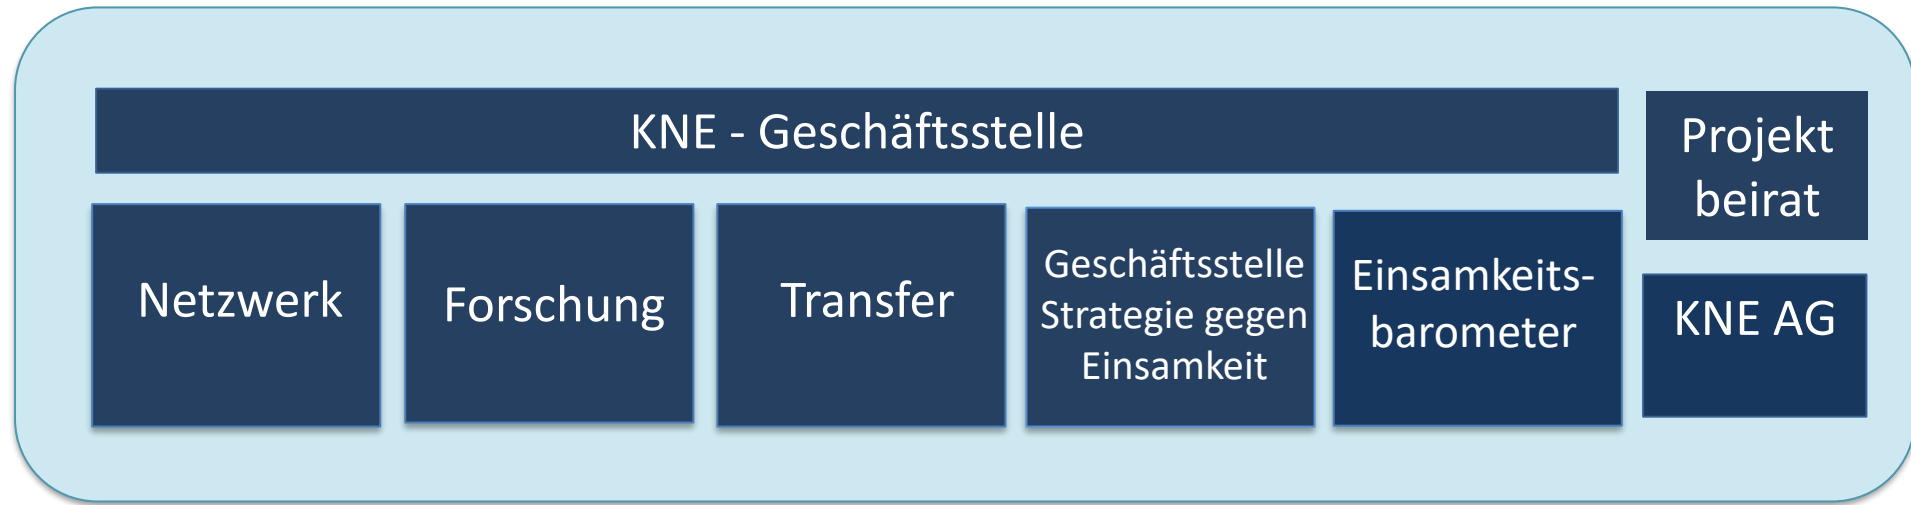 KNE - Geschäftsstelle
Projekt
beirat
Netzwerk
Forschung
Transfer
Geschäftsstelle
Strategie gegen
Einsamkeit
Einsamkeits-
barometer
KNE AG